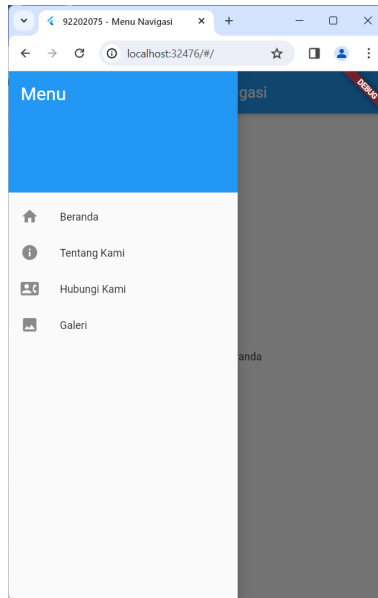 92202075 - Menu Navigasi
localhost:32476/#/
Menu
gasi
DEBUG
Beranda
Tentang Kami
Hubungi Kami
Galeri
randa